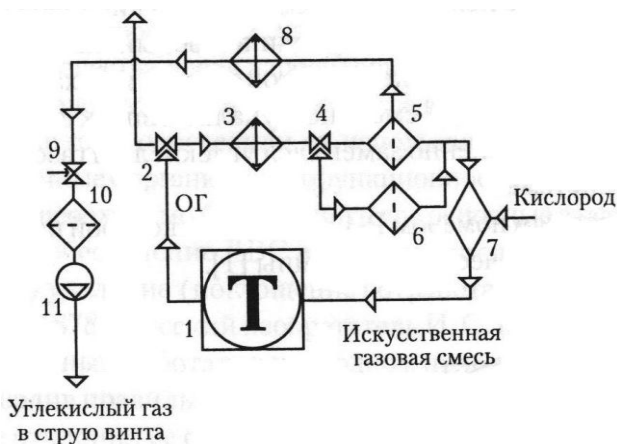 8
3
4
5
9
2
10
ОГ
6
Кислород
7
11
1
Т
Искусственная
газовая смесь
Углекислый газ
в струю винта